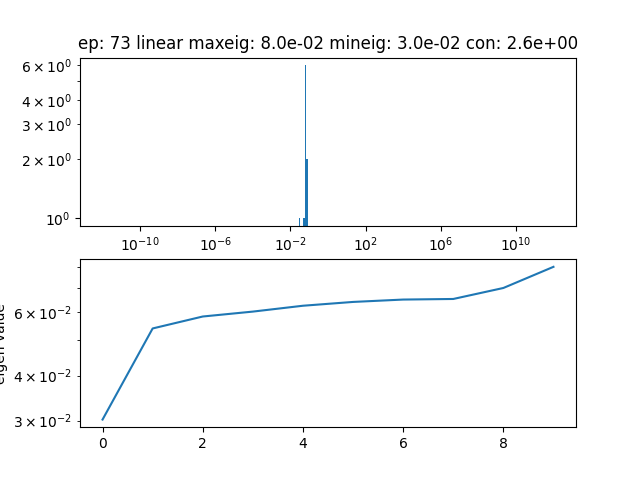 ep: 73 linear maxeig: 8.0e-02 mineig: 3.0e-02 con: 2.6e+00
6 × 10⁰
4 × 10⁰
3 × 10⁰
2 × 10⁰
10⁰
10⁻¹⁰ 10⁻⁶ 10⁻² 10² 10⁶ 10¹⁰
6 × 10⁻²
4 × 10⁻²
3 × 10⁻²
eigen value
0 2 4 6 8